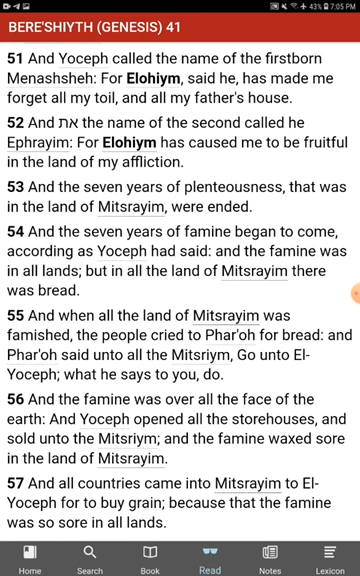 43% 7:05 PM
BERE'SHIYTH (GENESIS) 41
51 And Yoceph called the name of the firstborn
Menashsheh: For Elohiym, said he, has made me
forget all my toil, and all my father's house.
52 And את the name of the second called he
Ephrayim: For Elohiym has caused me to be fruitful
in the land of my affliction.
53 And the seven years of plenteousness, that was
in the land of Mitsrayim, were ended.
54 And the seven years of famine began to come,
according as Yoceph had said: and the famine was
in all lands; but in all the land of Mitsrayim there
was bread.
55 And when all the land of Mitsrayim was
famished, the people cried to Phar'oh for bread: and
Phar'oh said unto all the Mitsriym, Go unto El-
Yoceph; what he says to you, do.
56 And the famine was over all the face of the
earth: And Yoceph opened all the storehouses, and
sold unto the Mitsriym; and the famine waxed sore
in the land of Mitsrayim.
57 And all countries came into Mitsrayim to El-
Yoceph for to buy grain; because that the famine
was so sore in all lands.
Home Search Book Read Notes Lexicon